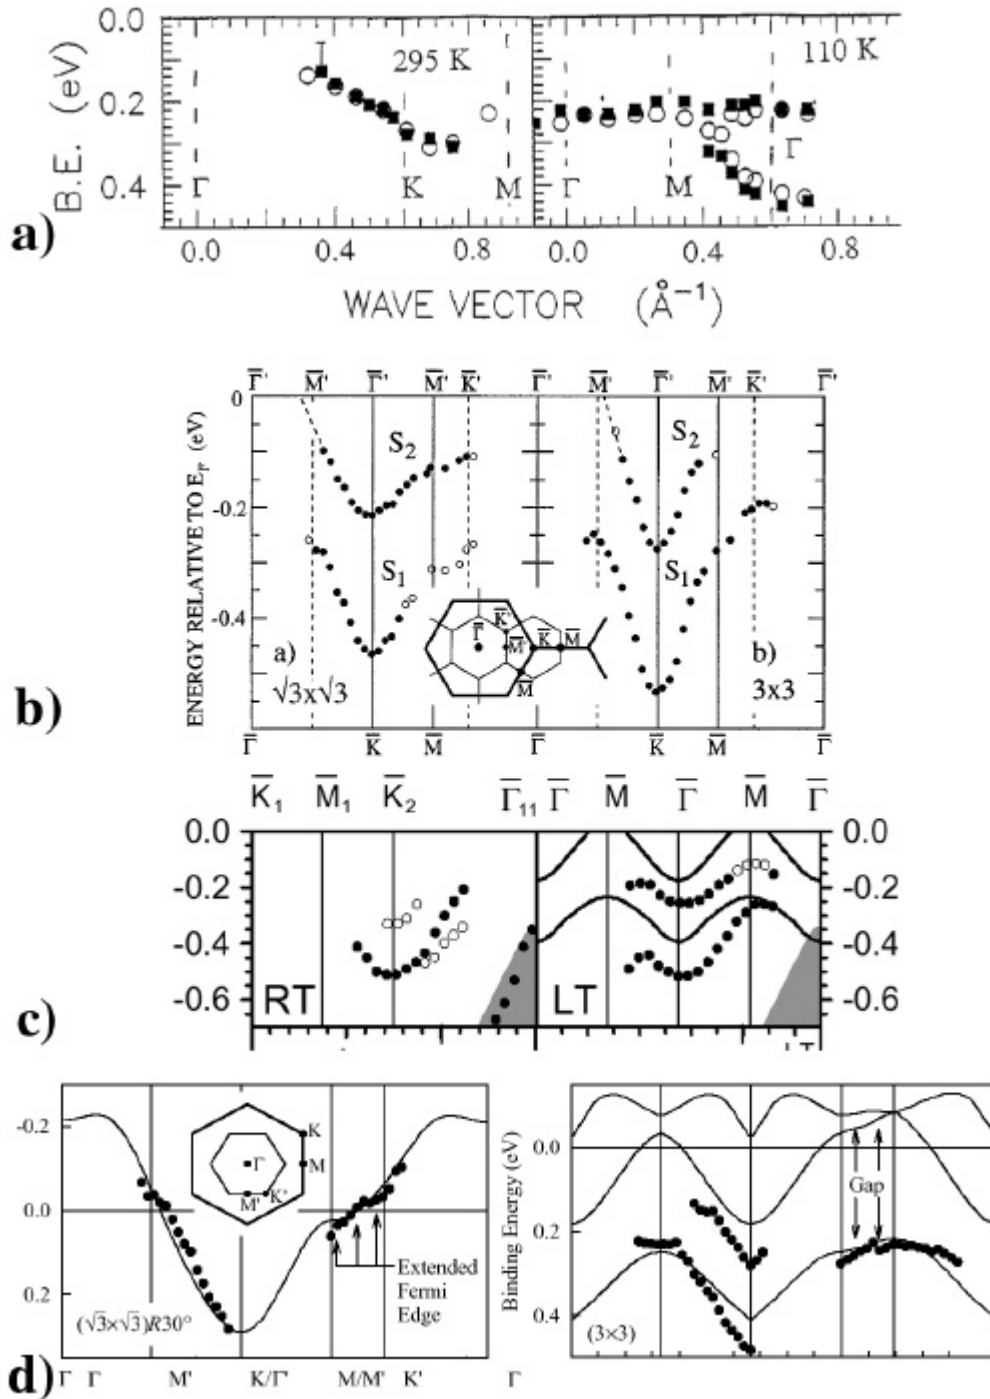 a)
B.E. (eV)
0.0
0.2
0.4
295 K
110 K
Γ K M Γ M Γ
0.0 0.4 0.8 0.0 0.4 0.8
WAVE VECTOR (Å⁻¹)
b)
Γ̅' M̅' Γ̅' M̅' K̅' Γ̅' M̅' Γ̅' M̅' K̅' Γ̅'
ENERGY RELATIVE TO E_F (eV)
0
-0.2
-0.4
S₂ S₂
S₁ S₁
a)
√3x√3
K̅'
Γ̅ M̅' K̅ M̅
M̅
b)
3x3
Γ̅ K̅ M̅ Γ̅ K̅ M̅ Γ̅
c)
K̅₁ M̅₁ K̅₂ Γ̅₁₁ Γ̅ M̅ Γ̅ M̅ Γ̅
0.0 0.0
-0.2 -0.2
-0.4 -0.4
-0.6 -0.6
RT LT
d)
-0.2
0.0
0.2
K
Γ M
M' K'
Extended
Fermi
Edge
(√3×√3)R30°
Γ Γ M' K/Γ' M/M' K' Γ
Binding Energy (eV)
0.0
0.2
0.4
Gap
(3×3)